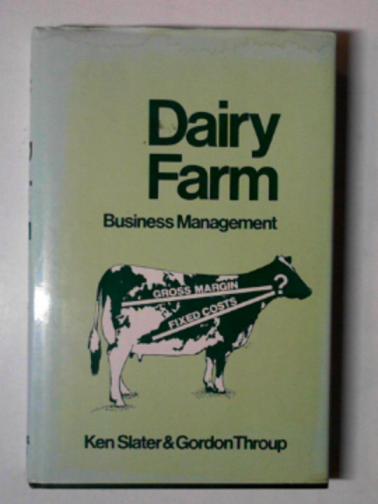 Dairy
Farm
Business Management
GROSS MARGIN
?
FIXED COSTS
Ken Slater & Gordon Throup